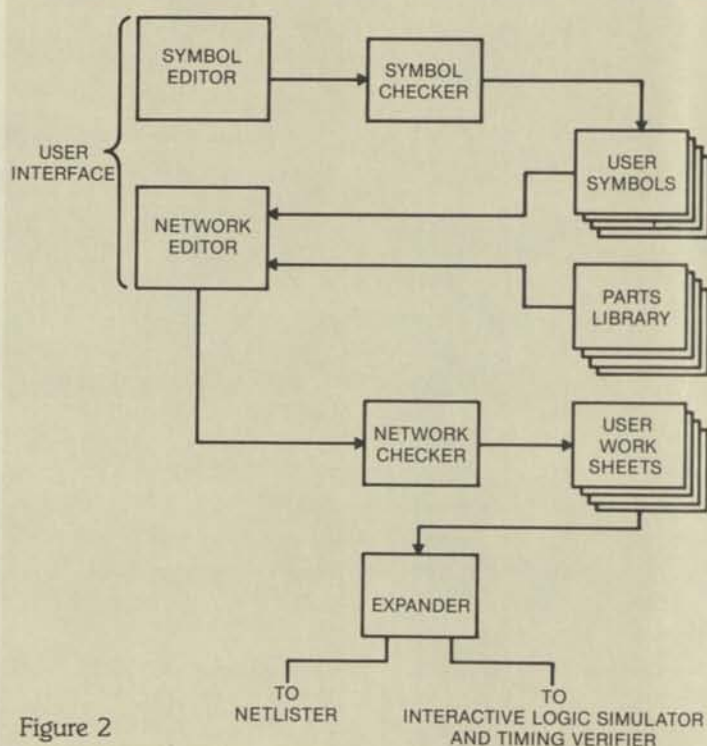 SYMBOL
EDITOR
SYMBOL
CHECKER
USER
INTERFACE
USER
SYMBOLS
NETWORK
EDITOR
PARTS
LIBRARY
NETWORK
CHECKER
USER
WORK
SHEETS
EXPANDER
TO
NETLISTER
TO
INTERACTIVE LOGIC SIMULATOR
AND TIMING VERIFIER
Figure 2